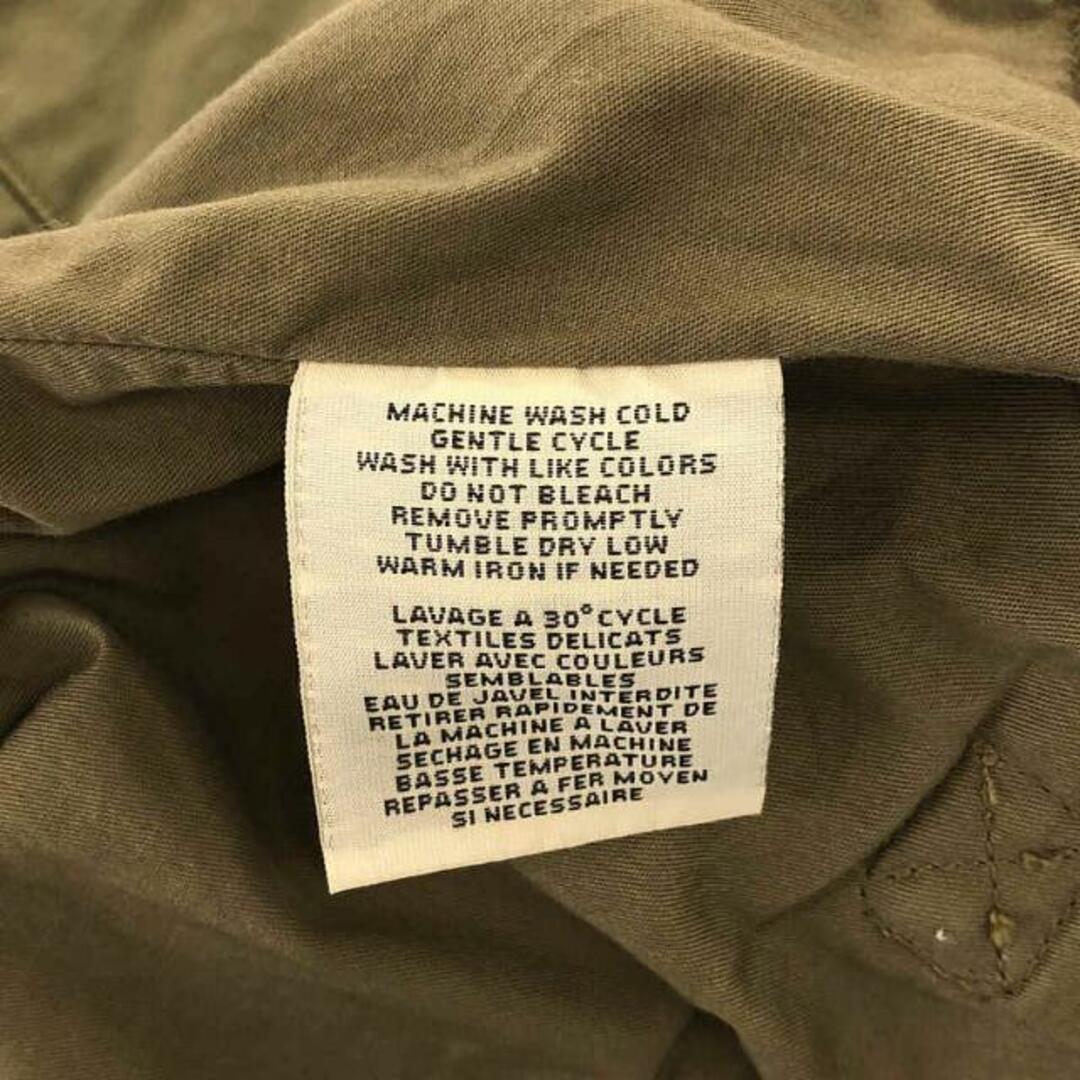 MACHINE WASH COLD
GENTLE CYCLE
WASH WITH LIKE COLORS
DO NOT BLEACH
REMOVE PROMPTLY
TUMBLE DRY LOW
WARM IRON IF NEEDED
LAVAGE A 30° CYCLE
TEXTILES DELICATS
LAVER AVEC COULEURS
SEMBLABLES
EAU DE JAVEL INTERDITE
RETIRER RAPIDEMENT DE
LA MACHINE A LAVER
SECHAGE EN MACHINE
BASSE TEMPERATURE
REPASSER A FER MOYEN
SI NECESSAIRE